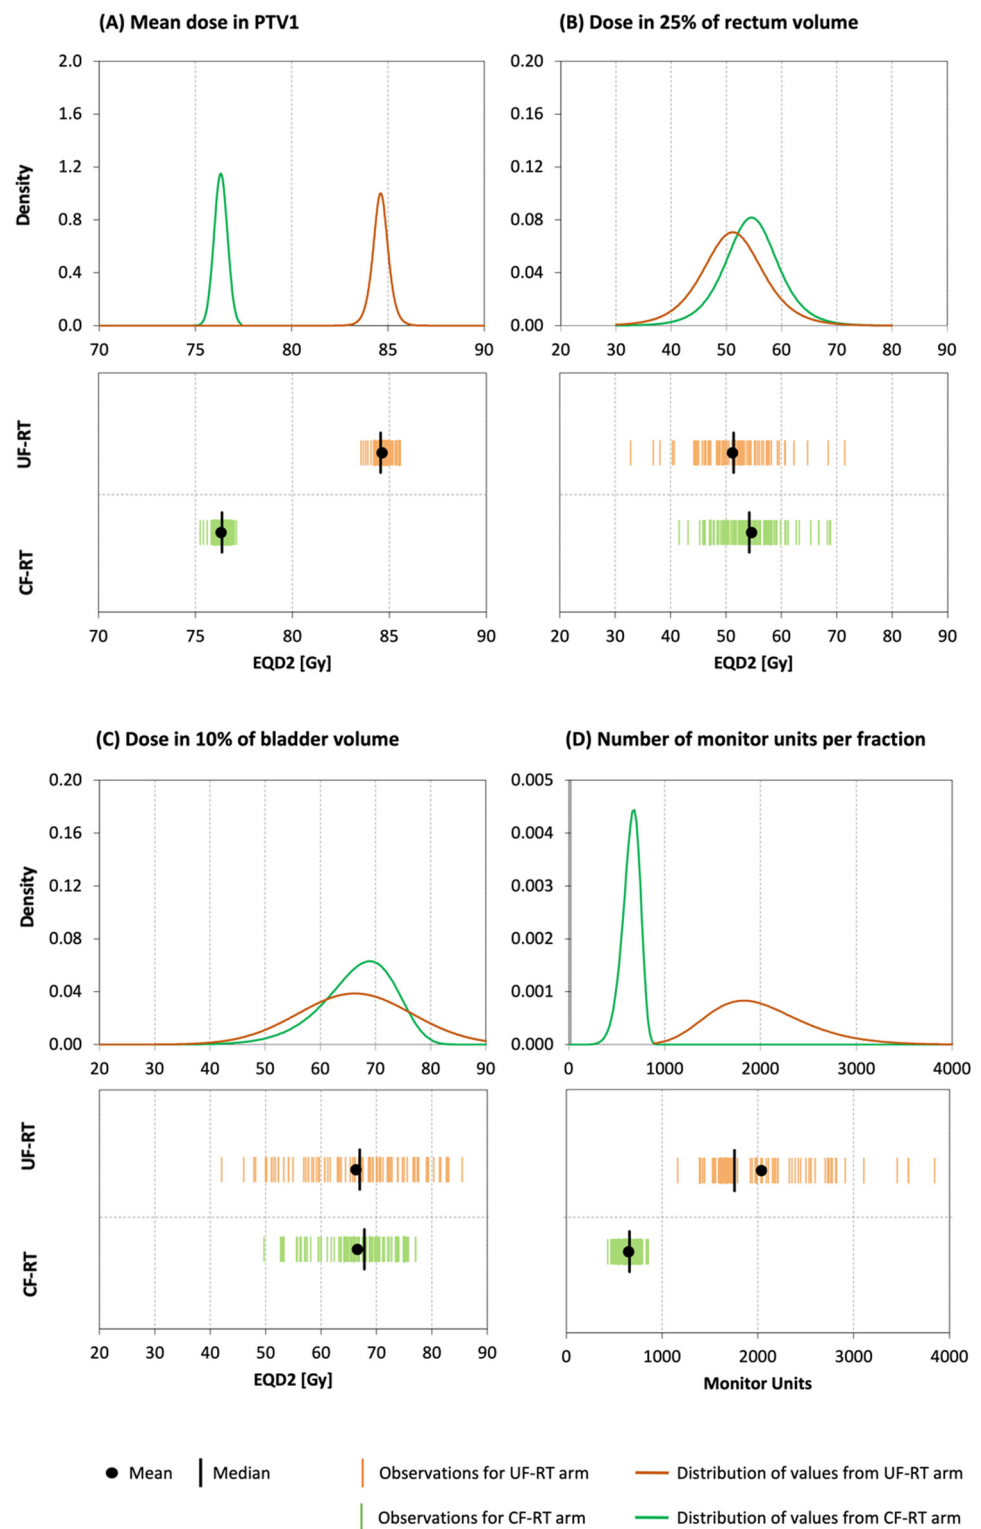 (A) Mean dose in PTV1
(B) Dose in 25% of rectum volume
Density
2.0
1.6
1.2
0.8
0.4
0.0
70 75 80 85 90
0.20
0.16
0.12
0.08
0.04
0.00
20 30 40 50 60 70 80 90
UF-RT
CF-RT
70 75 80 85 90
EQD2 [Gy]
20 30 40 50 60 70 80 90
EQD2 [Gy]
(C) Dose in 10% of bladder volume
(D) Number of monitor units per fraction
Density
0.20
0.16
0.12
0.08
0.04
0.00
20 30 40 50 60 70 80 90
0.005
0.004
0.003
0.002
0.001
0.000
0 1000 2000 3000 4000
UF-RT
CF-RT
20 30 40 50 60 70 80 90
EQD2 [Gy]
0 1000 2000 3000 4000
Monitor Units
Mean Median Observations for UF-RT arm Distribution of values from UF-RT arm
Observations for CF-RT arm Distribution of values from CF-RT arm